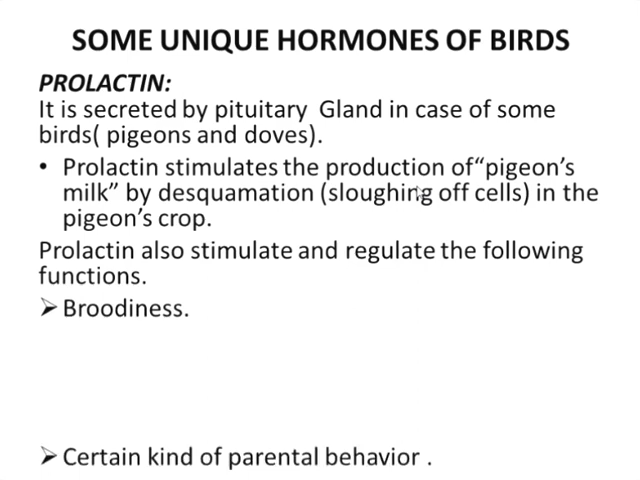 SOME UNIQUE HORMONES OF BIRDS
PROLACTIN:
It is secreted by pituitary Gland in case of some
birds( pigeons and doves).
• Prolactin stimulates the production of“pigeon’s
milk” by desquamation (sloughing off cells) in the
pigeon’s crop.
Prolactin also stimulate and regulate the following
functions.
➢ Broodiness.
➢ Certain kind of parental behavior .